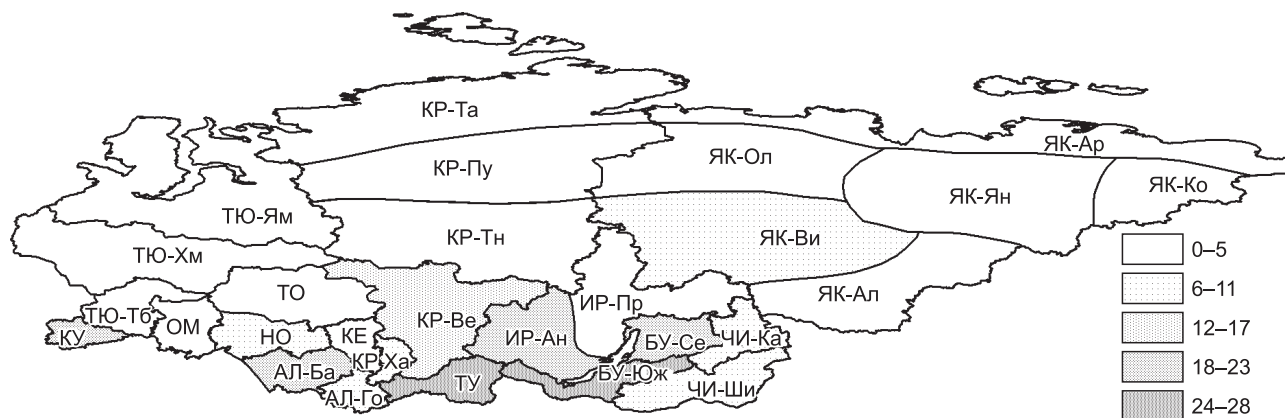 КР-Та
ЯК-Ар
КР-Пу
ЯК-Ол
ЯК-Ко
ЯК-Ян
ТЮ-Ям
КР-Тн
ЯК-Ви
ТЮ-Хм
0–5
6–11
12–17
18–23
24–28
ТО
ИР-Пр
ЯК-Ал
ТЮ-Тб
ОМ
КУ
НО
КЕ
КР-Ве
ИР-Ан
БУ-Се
ЧИ-Ка
АЛ-Ба
КР-Ха
БУ-Юж
АЛ-Го
ТУ
ЧИ-Ши